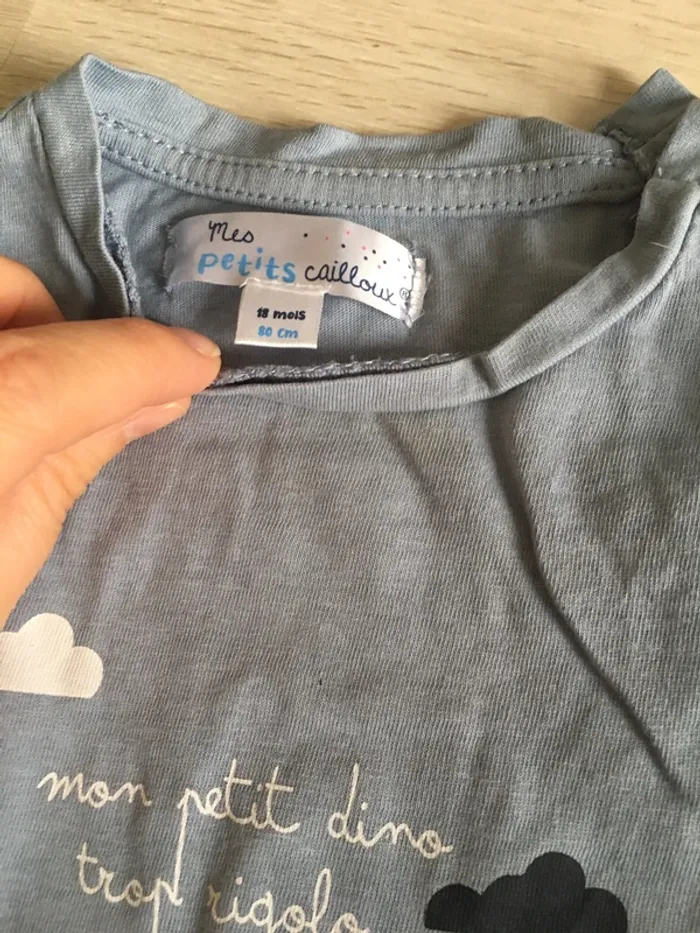 Mes
petits cailloux®
18 mois
80 cm
mon petit dino
trop rigolo